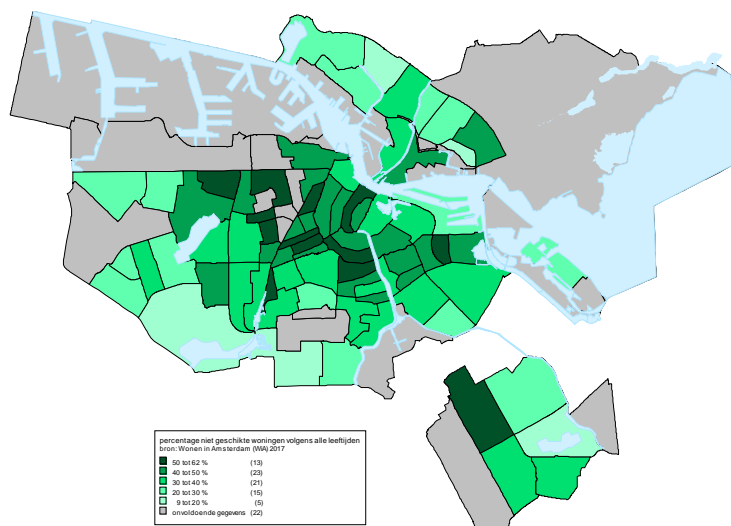 percentage niet geschikte woningen volgens alle leeftijden
bron: Wonen in Amsterdam (WiA) 2017
50 tot 62 % (13)
40 tot 50 % (23)
30 tot 40 % (21)
20 tot 30 % (15)
9 tot 20 % (5)
onvoldoende gegevens (22)